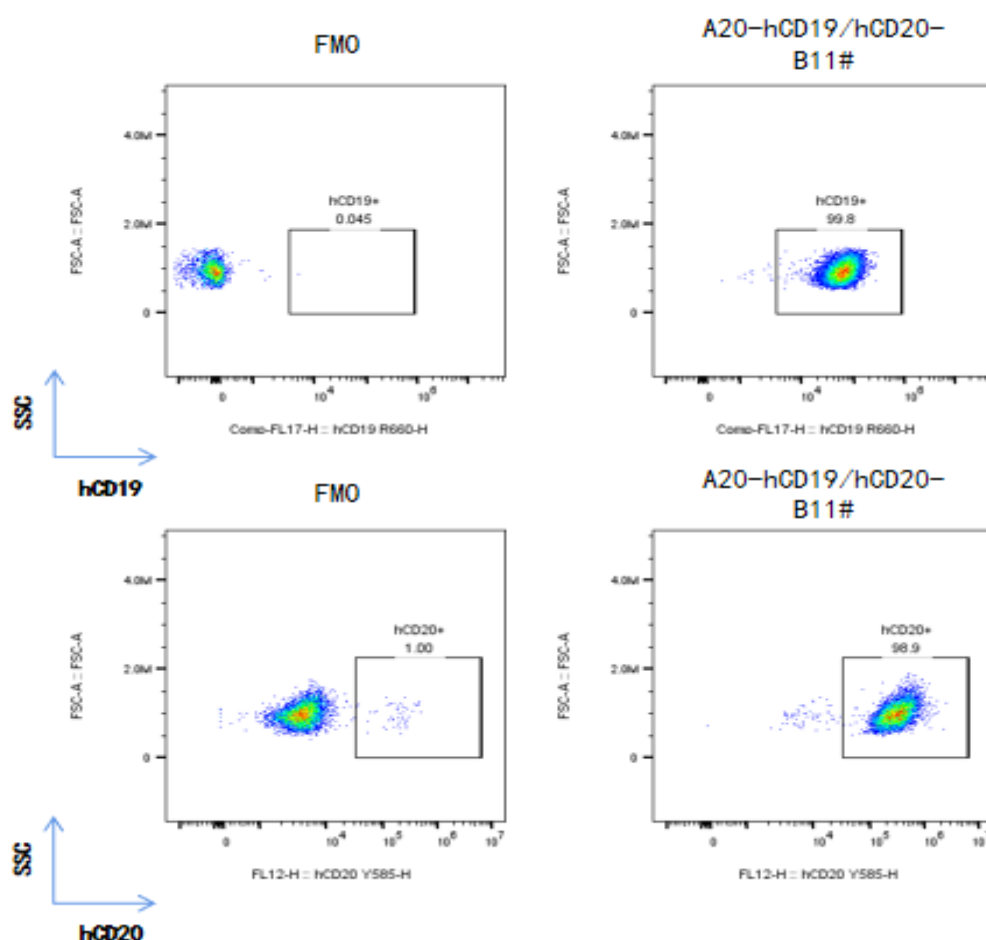 FMO
A20-hCD19/hCD20-
B11#
4.0M
2.0M
0
FSC-A :: FSC-A
hCD19+
0.045
0
10^4
10^6
Comp-FL17-H :: hCD19 R660-H
4.0M
2.0M
0
FSC-A :: FSC-A
hCD19+
99.8
0
10^4
10^6
Comp-FL17-H :: hCD19 R660-H
SSC
hCD19
FMO
A20-hCD19/hCD20-
B11#
4.0M
2.0M
0
FSC-A :: FSC-A
hCD20+
1.00
0
10^4
10^5
10^6
10^7
FL12-H :: hCD20 Y585-H
4.0M
2.0M
0
FSC-A :: FSC-A
hCD20+
98.9
0
10^4
10^5
10^6
10^7
FL12-H :: hCD20 Y585-H
SSC
hCD20